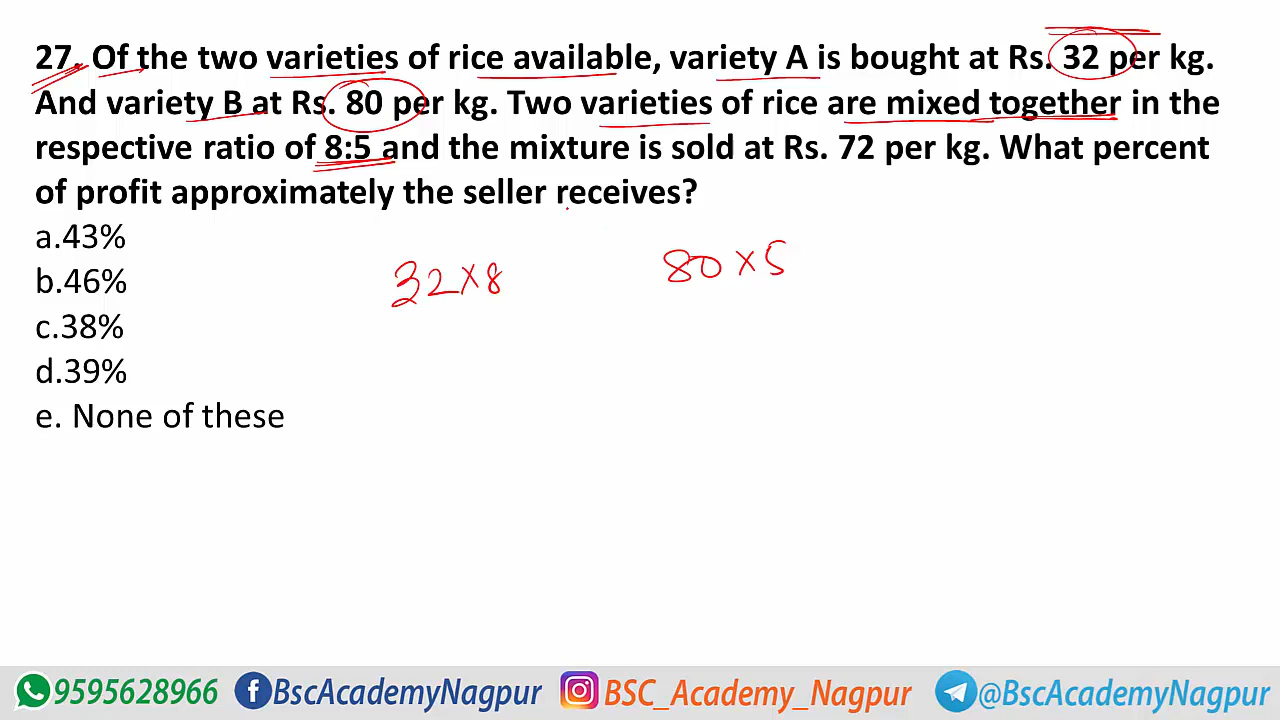 27. Of the two varieties of rice available, variety A is bought at Rs. 32 per kg.
And variety B at Rs. 80 per kg. Two varieties of rice are mixed together in the
respective ratio of 8:5 and the mixture is sold at Rs. 72 per kg. What percent
of profit approximately the seller receives?
a.43%
b.46%
c.38%
d.39%
e. None of these
32×8 80×5
9595628966 BscAcademyNagpur BSC_Academy_Nagpur @BscAcademyNagpur